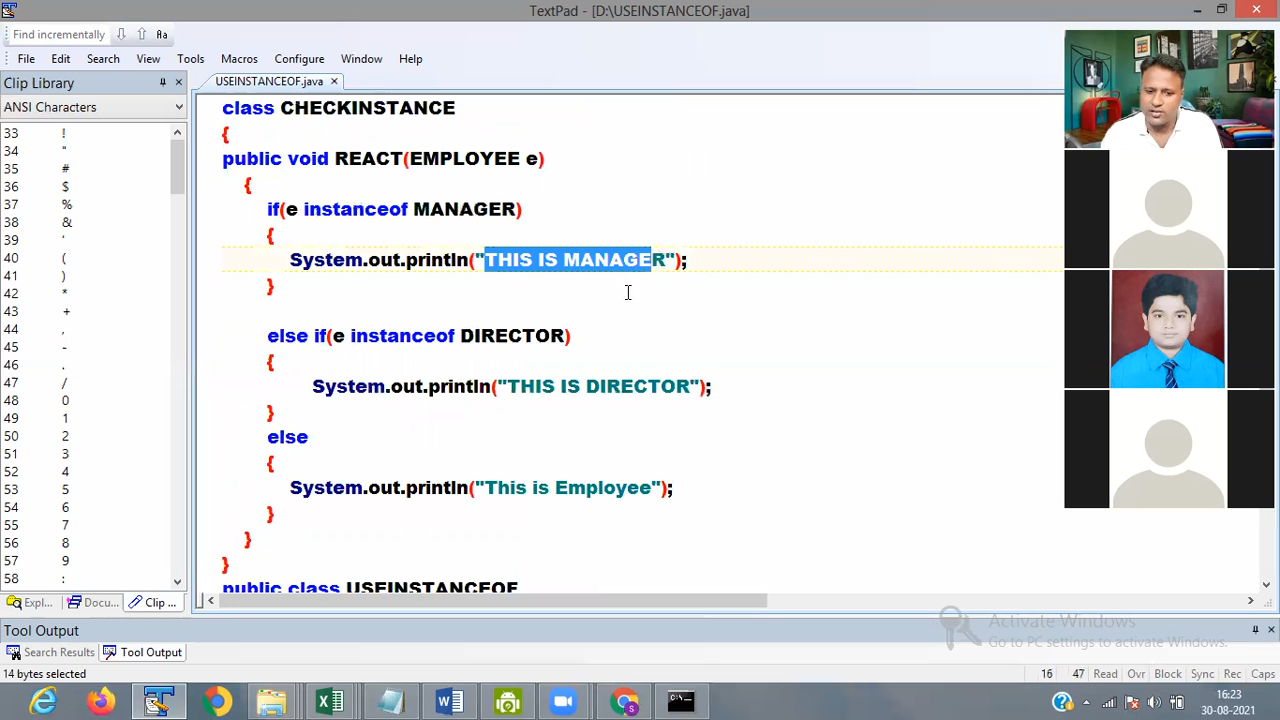 TextPad - [D:\USEINSTANCEOF.java]
Find incrementally
File Edit Search View Tools Macros Configure Window Help
Clip Library
USEINSTANCEOF.java
ANSI Characters
33 !
34 "
35 #
36 $
37 %
38 &
39 '
40 (
41 )
42 *
43 +
44 ,
45 -
46 .
47 /
48 0
49 1
50 2
51 3
52 4
53 5
54 6
55 7
56 8
57 9
58 :
class CHECKINSTANCE
{
public void REACT(EMPLOYEE e)
{
if(e instanceof MANAGER)
{
System.out.println("THIS IS MANAGER");
}
else if(e instanceof DIRECTOR)
{
System.out.println("THIS IS DIRECTOR");
}
else
{
System.out.println("This is Employee");
}
}
}
public class USEINSTANCEOF
Expl... Docu... Clip ...
Tool Output
Search Results Tool Output
Activate Windows
Go to PC settings to activate Windows.
14 bytes selected
16 47 Read Ovr Block Sync Rec Caps
16:23
30-08-2021